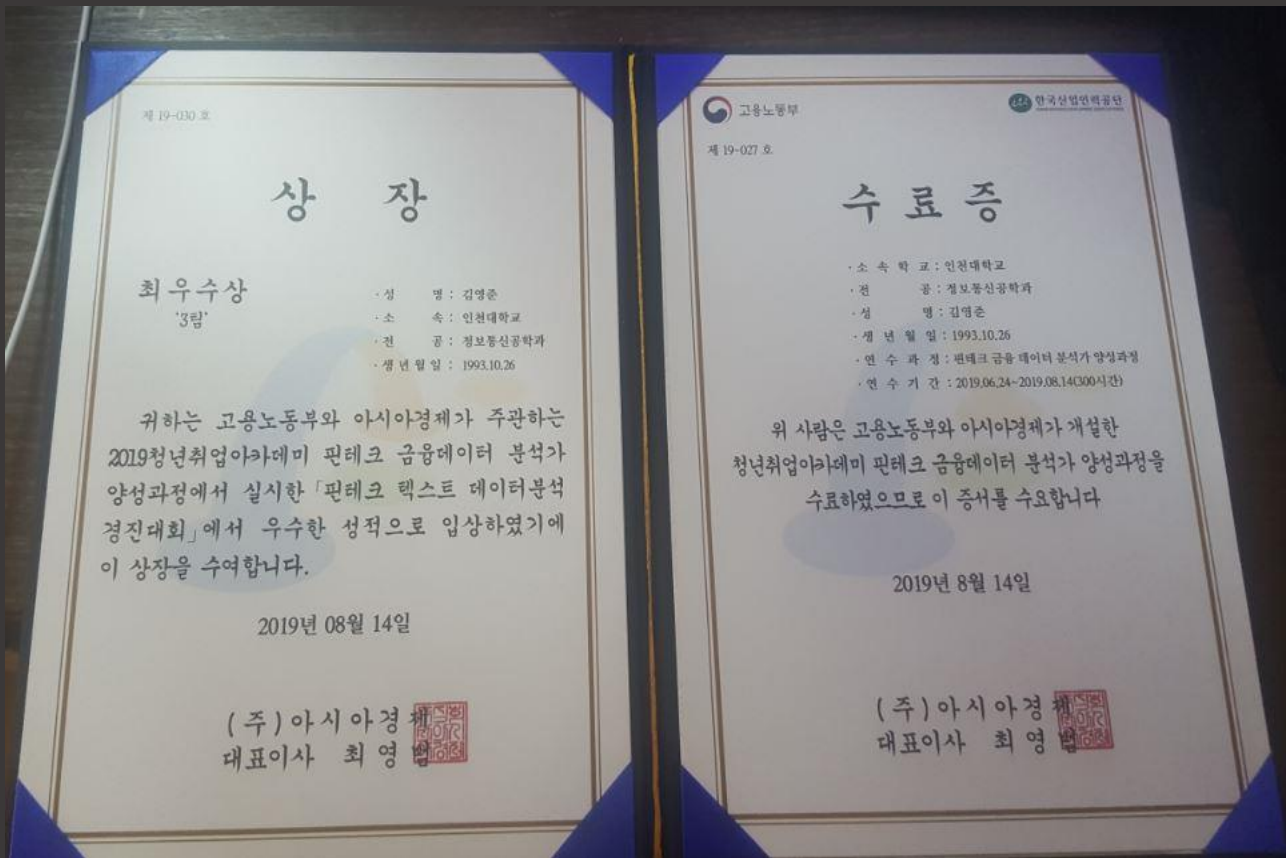 제 19-030 호
상 장
최우수상
'3림'
· 성 명 : 김영준
· 소 속 : 인천대학교
· 전 공 : 정보통신공학과
· 생년월일 : 1993.10.26
귀하는 고용노동부와 아시아경제가 주관하는
2019청년취업아카데미 핀테크 금융데이터 분석가
양성과정에서 실시한 「핀테크 텍스트 데이터분석
경진대회」에서 우수한 성적으로 입상하였기에
이 상장을 수여합니다.
2019년 08월 14일
(주)아시아경제
대표이사 최영범
고용노동부
한국산업인력공단
제 19-027 호
수료증
· 소속학교 : 인천대학교
· 전 공 : 정보통신공학과
· 성 명 : 김영준
· 생년월일 : 1993.10.26
· 연수과정 : 핀테크 금융 데이터 분석가 양성과정
· 연수기간 : 2019.06.24~2019.08.14(300시간)
위 사람은 고용노동부와 아시아경제가 개설한
청년취업아카데미 핀테크 금융데이터 분석가 양성과정을
수료하였으므로 이 증서를 수요합니다
2019년 8월 14일
(주)아시아경제
대표이사 최영범